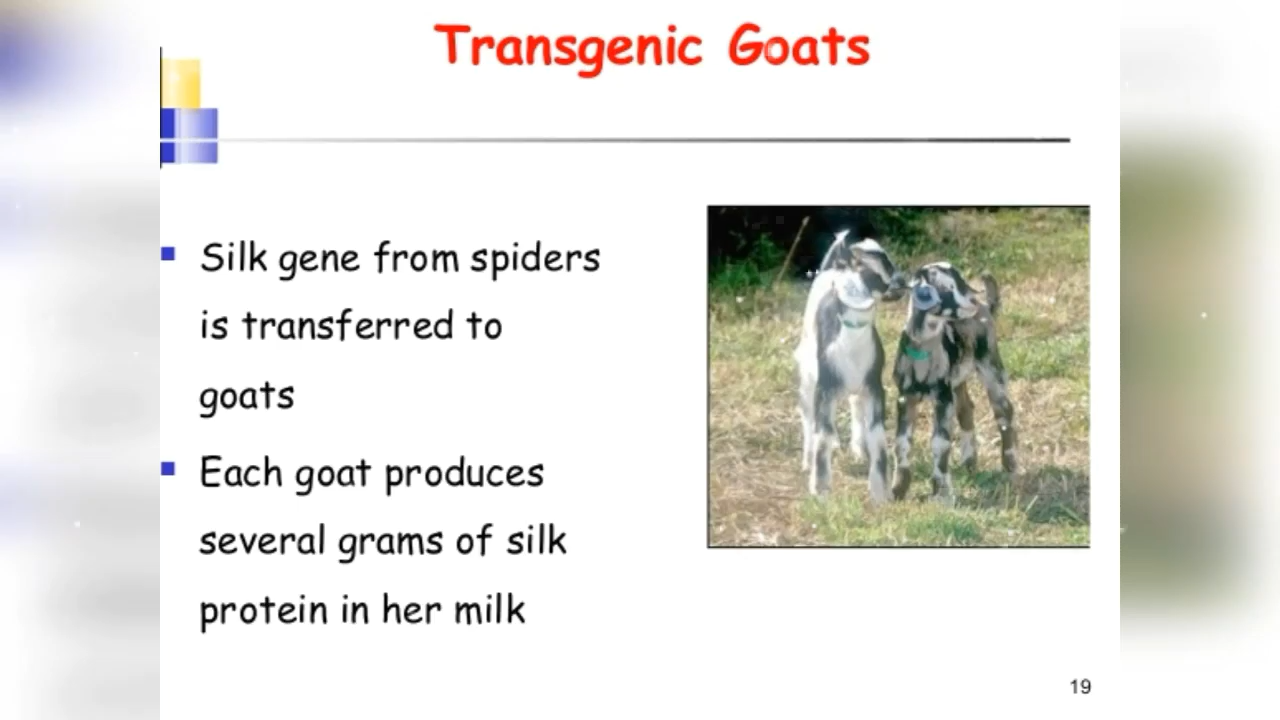 Transgenic Goats
Silk gene from spiders
is transferred to
goats
Each goat produces
several grams of silk
protein in her milk
19